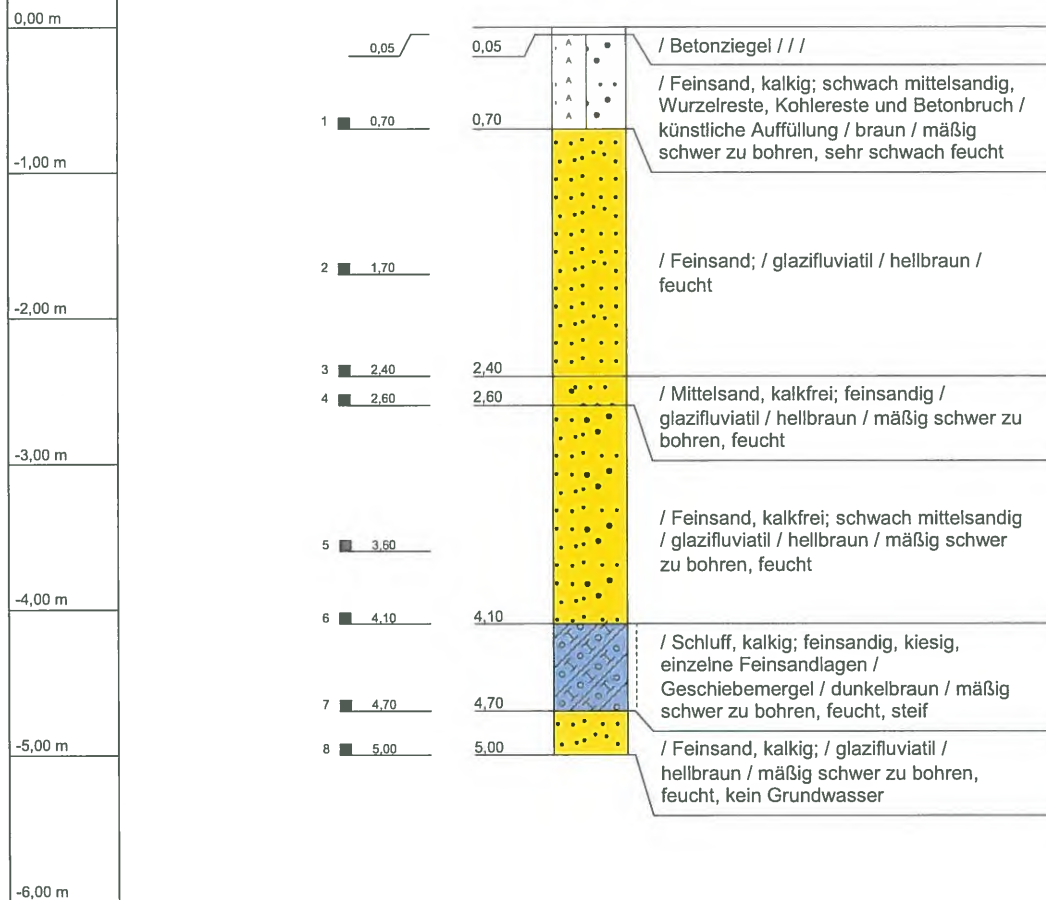 0,00 m
0,05
0,05
/ Betonziegel / / /
/ Feinsand, kalkig; schwach mittelsandig,
Wurzelreste, Kohlereste und Betonbruch /
künstliche Auffüllung / braun / mäßig
schwer zu bohren, sehr schwach feucht
A
A
A
A
A
1
0,70
0,70
-1,00 m
2
1,70
/ Feinsand; / glazifluviatil / hellbraun /
feucht
-2,00 m
3
2,40
2,40
4
2,60
2,60
/ Mittelsand, kalkfrei; feinsandig /
glazifluviatil / hellbraun / mäßig schwer zu
bohren, feucht
-3,00 m
5
3,60
/ Feinsand, kalkfrei; schwach mittelsandig
/ glazifluviatil / hellbraun / mäßig schwer
zu bohren, feucht
-4,00 m
6
4,10
4,10
/ Schluff, kalkig; feinsandig, kiesig,
einzelne Feinsandlagen /
Geschiebemergel / dunkelbraun / mäßig
schwer zu bohren, feucht, steif
7
4,70
4,70
-5,00 m
8
5,00
5,00
/ Feinsand, kalkig; / glazifluviatil /
hellbraun / mäßig schwer zu bohren,
feucht, kein Grundwasser
-6,00 m